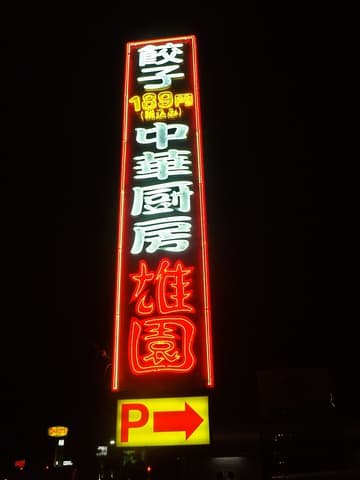 餃子
189円
(税込み)
中華厨房
雄園
P